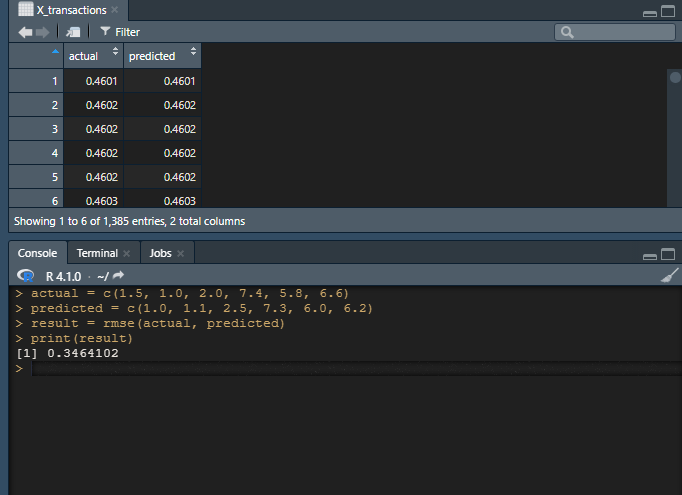 X_transactions
Filter
actual predicted
1 0.4601 0.4601
2 0.4602 0.4602
3 0.4602 0.4602
4 0.4602 0.4602
5 0.4602 0.4602
6 0.4603 0.4603
Showing 1 to 6 of 1,385 entries, 2 total columns
Console Terminal Jobs
R 4.1.0 · ~/
> actual = c(1.5, 1.0, 2.0, 7.4, 5.8, 6.6)
> predicted = c(1.0, 1.1, 2.5, 7.3, 6.0, 6.2)
> result = rmse(actual, predicted)
> print(result)
[1] 0.3464102
>